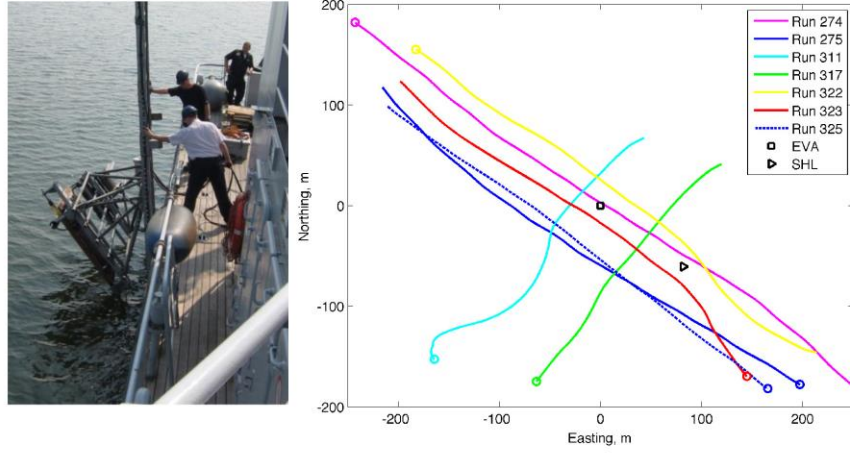 200
100
0
-100
-200
Northing, m
-200
-100
0
100
200
Easting, m
Run 274
Run 275
Run 311
Run 317
Run 322
Run 323
Run 325
EVA
SHL